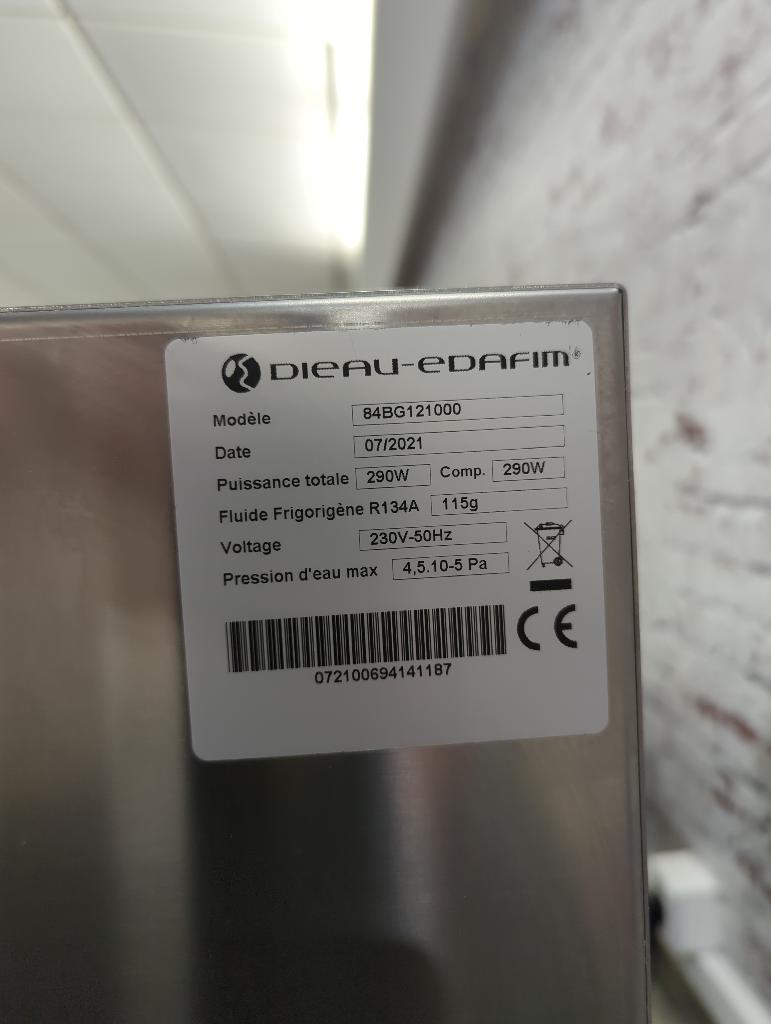 DIEAU-EDAFIM
Modèle 84BG121000
Date 07/2021
Puissance totale 290W Comp. 290W
Fluide Frigorigène R134A 115g
Voltage 230V-50Hz
Pression d'eau max 4,5.10-5 Pa
CE
072100694141187